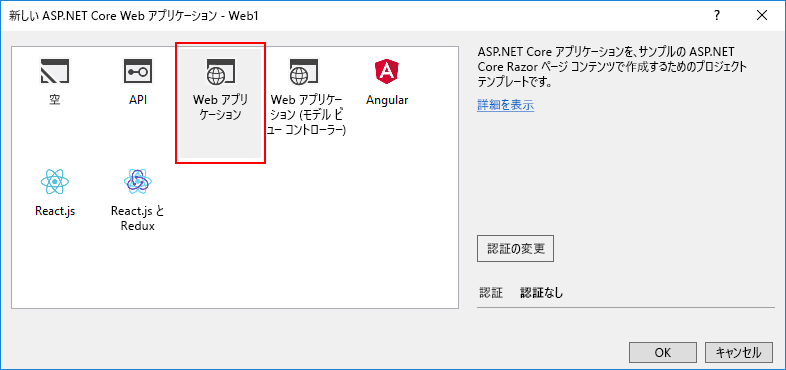 新しい ASP.NET Core Web アプリケーション - Web1
空
API
Web アプリ
ケーション
Web アプリケー
ション (モデル ビ
ュー コントローラー)
Angular
React.js
React.js と
Redux
ASP.NET Core アプリケーションを、サンプルの ASP.NET
Core Razor ページ コンテンツで作成するためのプロジェクト
テンプレートです。
詳細を表示
認証の変更
認証 認証なし
OK キャンセル